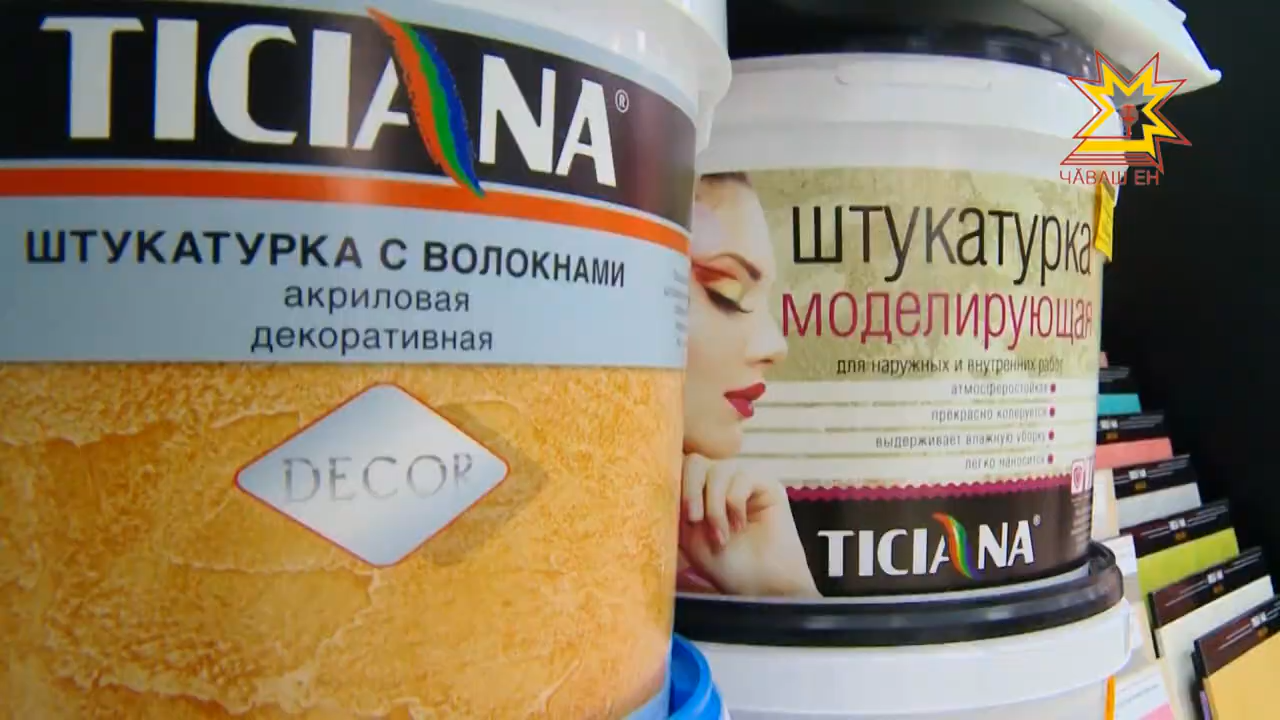 TICIANA®
ШТУКАТУРКА С ВОЛОКНАМИ
акриловая
декоративная
DECOR
штукатурка
моделирующая
для наружных и внутренних работ
атмосферостойкая
прекрасно колеруется
выдерживает влажную уборку
легко наносится
TICIANA®
ЧӐВАШ ЕН